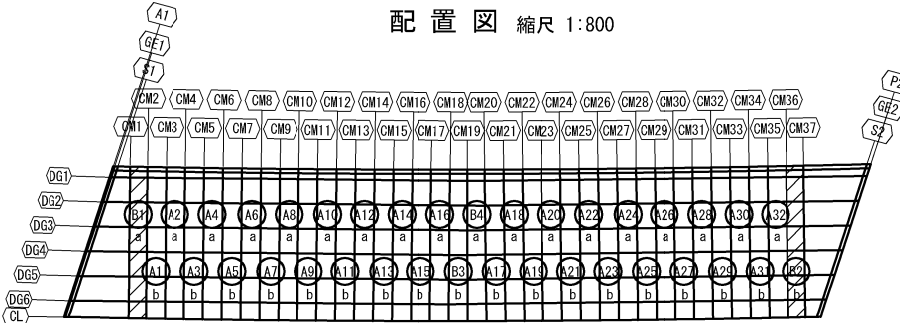 配置図 縮尺 1:800
A1
GE1
S1
P2
GE2
S2
CM2 CM4 CM6 CM8 CM10 CM12 CM14 CM16 CM18 CM20 CM22 CM24 CM26 CM28 CM30 CM32 CM34 CM36
CM1 CM3 CM5 CM7 CM9 CM11 CM13 CM15 CM17 CM19 CM21 CM23 CM25 CM27 CM29 CM31 CM33 CM35 CM37
DG1
DG2
B1 A2 A4 A6 A8 A10 A12 A14 A16 B4 A18 A20 A22 A24 A26 A28 A30 A32
DG3
a a a a a a a a a a a a a a a a a a
DG4
DG5
A1 A3 A5 A7 A9 A11 A13 A15 B3 A17 A19 A21 A23 A25 A27 A29 A31 B2
b b b b b b b b b b b b b b b b b b
DG6
CL